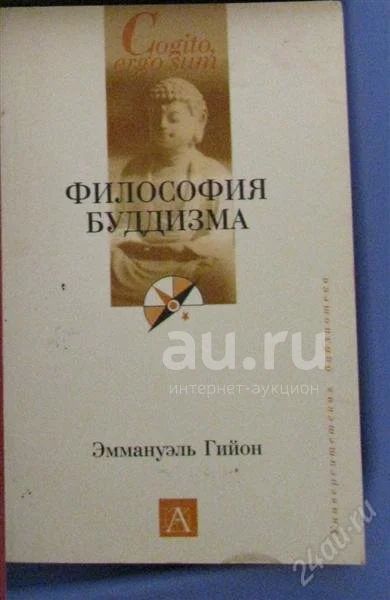 Cogito,
ergo sum
ФИЛОСОФИЯ
БУДДИЗМА
au.ru
интернет-аукцион
Университетская библиотека
Эммануэль Гийон
А
24au.ru